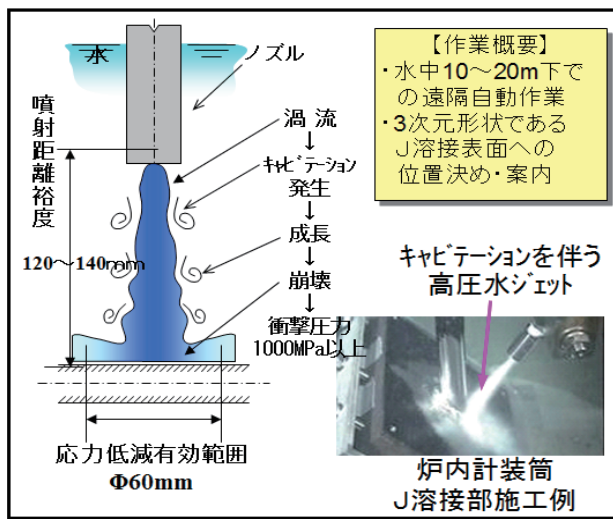 水
ノズル
噴射距離裕度
120～140mm
渦 流
↓
ｷｬﾋﾞﾃｰｼｮﾝ
発生
↓
成長
↓
崩壊
↓
衝撃圧力
1000MPa以上
応力低減有効範囲
Φ60mm
【作業概要】
・水中10～20m下で
の遠隔自動作業
・3次元形状である
J溶接表面への
位置決め・案内
ｷｬﾋﾞﾃｰｼｮﾝを伴う
高圧水ｼﾞｪｯﾄ
炉内計装筒
J溶接部施工例